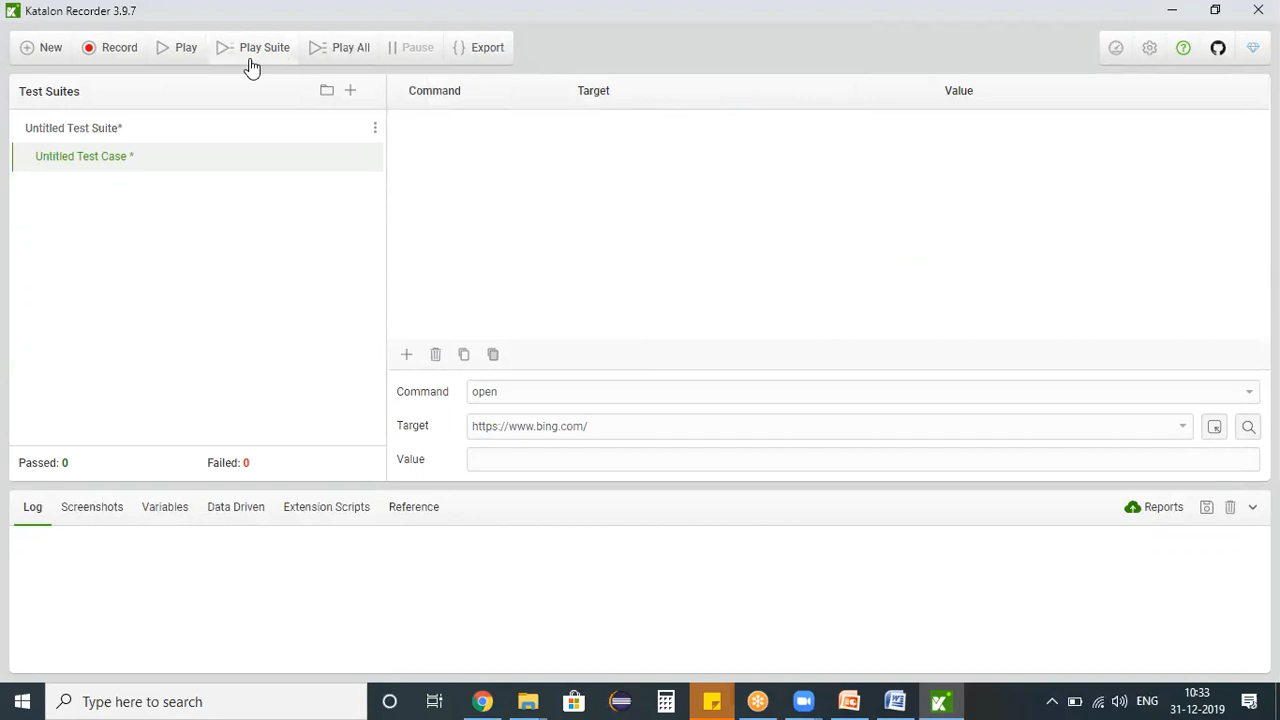 Katalon Recorder 3.9.7
New Record Play Play Suite Play All Pause Export
Test Suites
Command Target Value
Untitled Test Suite*
Untitled Test Case *
Command open
Target https://www.bing.com/
Value
Passed: 0 Failed: 0
Log Screenshots Variables Data Driven Extension Scripts Reference Reports
Type here to search
ENG
10:33
31-12-2019